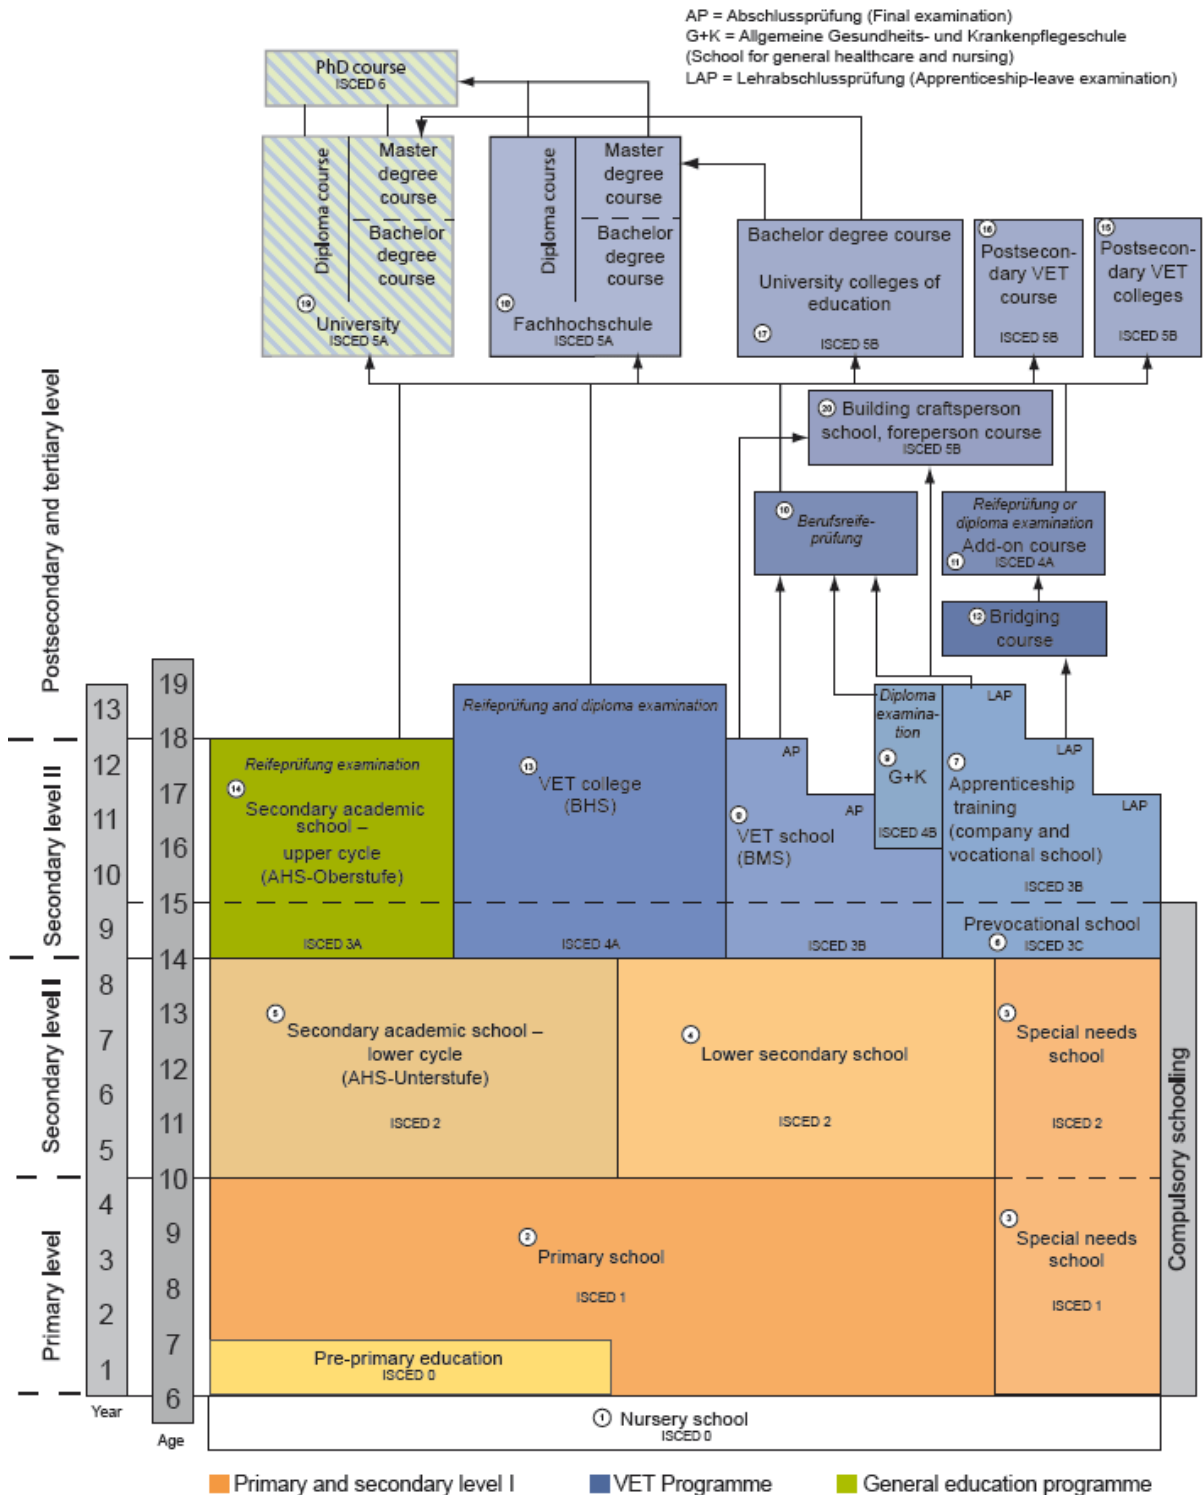 AP = Abschlussprüfung (Final examination)
G+K = Allgemeine Gesundheits- und Krankenpflegeschule
(School for general healthcare and nursing)
LAP = Lehrabschlussprüfung (Apprenticeship-leave examination)
PhD course
ISCED 6
Diploma course
Master
degree
course
Bachelor
degree
course
19
University
ISCED 5A
Diploma course
Master
degree
course
Bachelor
degree
course
18
Fachhochschule
ISCED 5A
Bachelor degree course
University colleges of
education
17
ISCED 5B
16
Postsecon-
dary VET
course
ISCED 5B
15
Postsecon-
dary VET
colleges
ISCED 5B
20 Building craftsperson
school, foreperson course
ISCED 5B
10
Berufsreife-
prüfung
Reifeprüfung or
diploma examination
Add-on course
11
ISCED 4A
12 Bridging
course
Postsecondary and tertiary level
Secondary level II
Secondary level I
Primary level
13
12
11
10
9
8
7
6
5
4
3
2
1
Year
19
18
17
16
15
14
13
12
11
10
9
8
7
6
Age
Reifeprüfung examination
14
Secondary academic
school –
upper cycle
(AHS-Oberstufe)
ISCED 3A
Reifeprüfung and diploma examination
13 VET college
(BHS)
ISCED 4A
AP
AP
VET school
(BMS)
ISCED 3B
Diploma
examina-
tion
G+K
ISCED 4B
LAP
LAP
LAP
7
Apprenticeship
training
(company and
vocational school)
ISCED 3B
Prevocational school
6
ISCED 3C
5
Secondary academic school –
lower cycle
(AHS-Unterstufe)
ISCED 2
4
Lower secondary school
ISCED 2
3
Special needs
school
ISCED 2
2
Primary school
ISCED 1
3
Special needs
school
ISCED 1
Pre-primary education
ISCED 0
1 Nursery school
ISCED 0
Compulsory schooling
Primary and secondary level I
VET Programme
General education programme